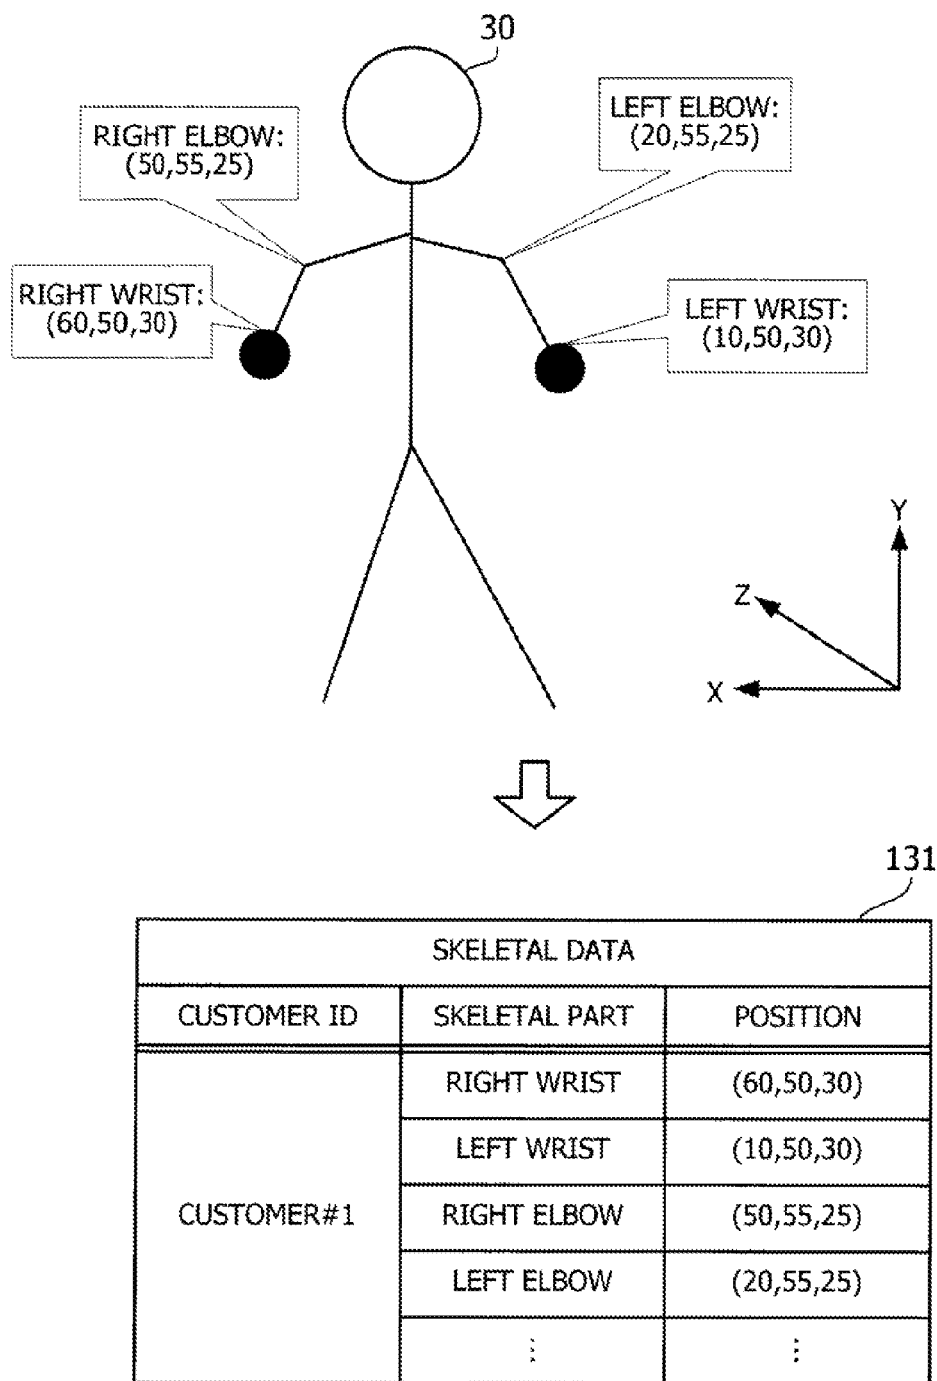 30
RIGHT ELBOW:
(50,55,25)
LEFT ELBOW:
(20,55,25)
RIGHT WRIST:
(60,50,30)
LEFT WRIST:
(10,50,30)
Y
Z
X
131
SKELETAL DATA
CUSTOMER ID SKELETAL PART POSITION
RIGHT WRIST (60,50,30)
LEFT WRIST (10,50,30)
CUSTOMER#1 RIGHT ELBOW (50,55,25)
LEFT ELBOW (20,55,25)
⋮ ⋮